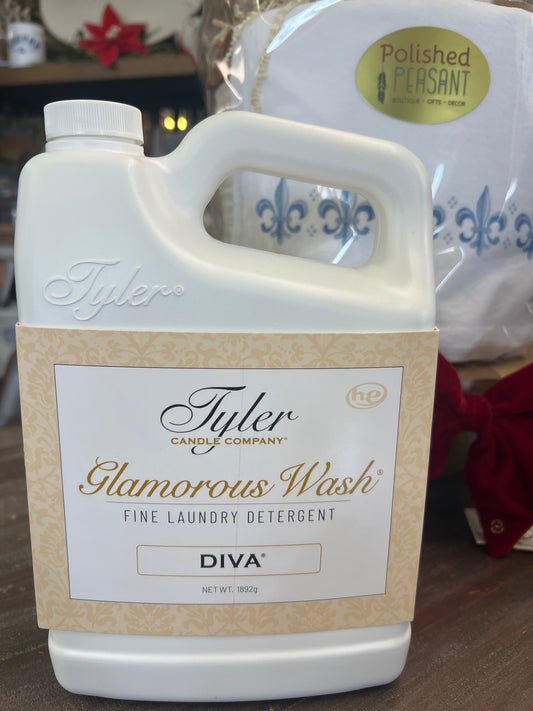 Polished
PEASANT
BOUTIQUE • GIFTS • DECOR
Tyler®
he
Tyler
CANDLE COMPANY®
Glamorous Wash®
FINE LAUNDRY DETERGENT
DIVA®
NET WT. 1892g